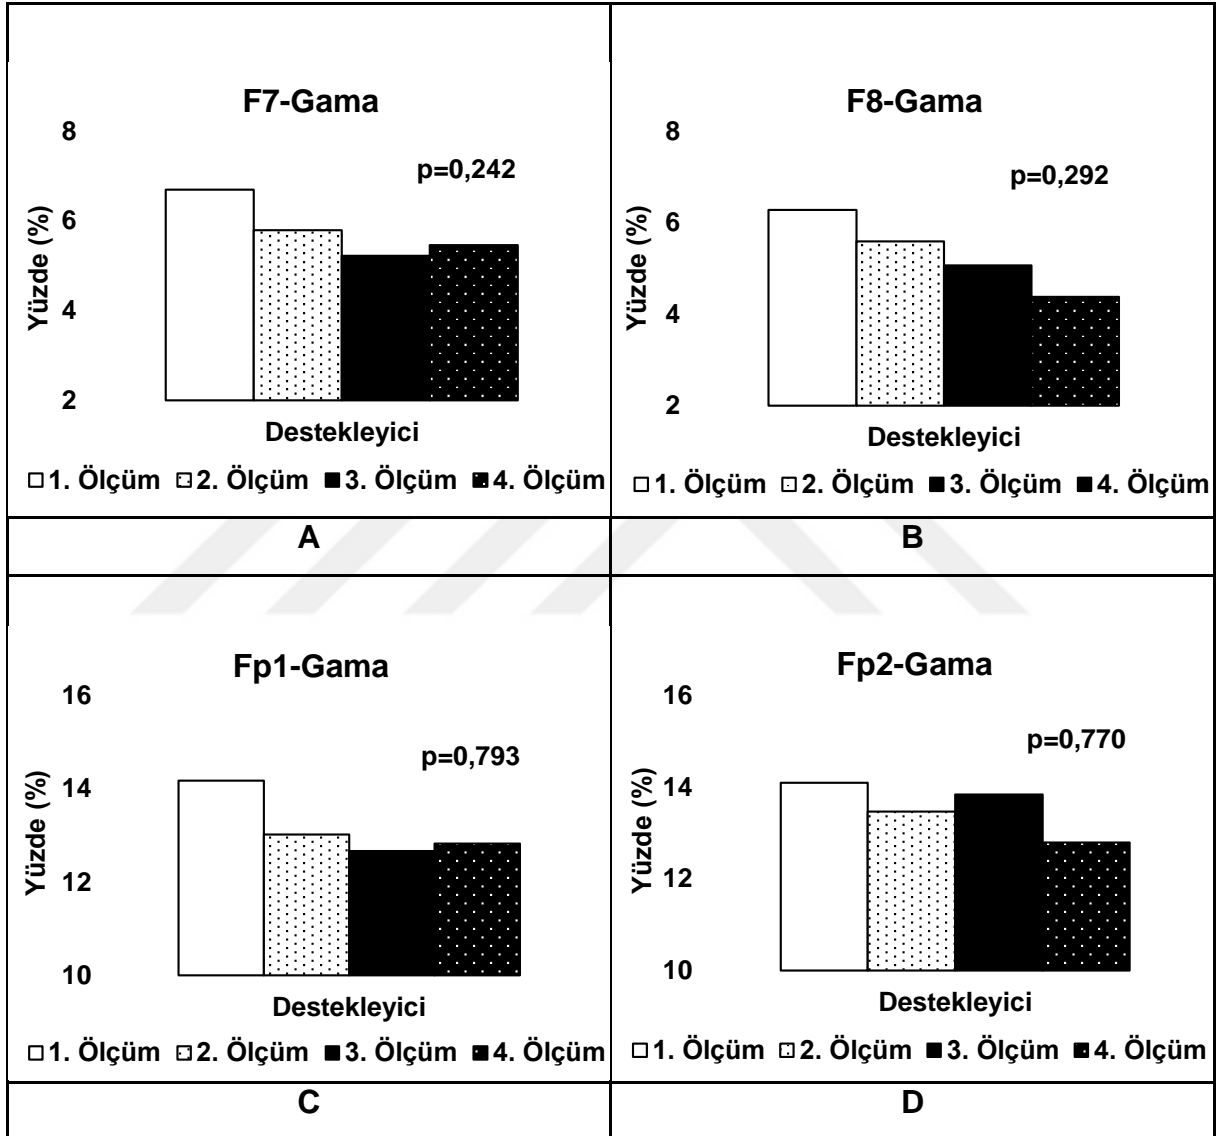 F7-Gama
8
p=0,242
6
Yüzde (%)
4
2
Destekleyici
1. Ölçüm 2. Ölçüm 3. Ölçüm 4. Ölçüm
A
F8-Gama
8
p=0,292
6
Yüzde (%)
4
2
Destekleyici
1. Ölçüm 2. Ölçüm 3. Ölçüm 4. Ölçüm
B
Fp1-Gama
16
p=0,793
14
Yüzde (%)
12
10
Destekleyici
1. Ölçüm 2. Ölçüm 3. Ölçüm 4. Ölçüm
C
Fp2-Gama
16
p=0,770
14
Yüzde (%)
12
10
Destekleyici
1. Ölçüm 2. Ölçüm 3. Ölçüm 4. Ölçüm
D